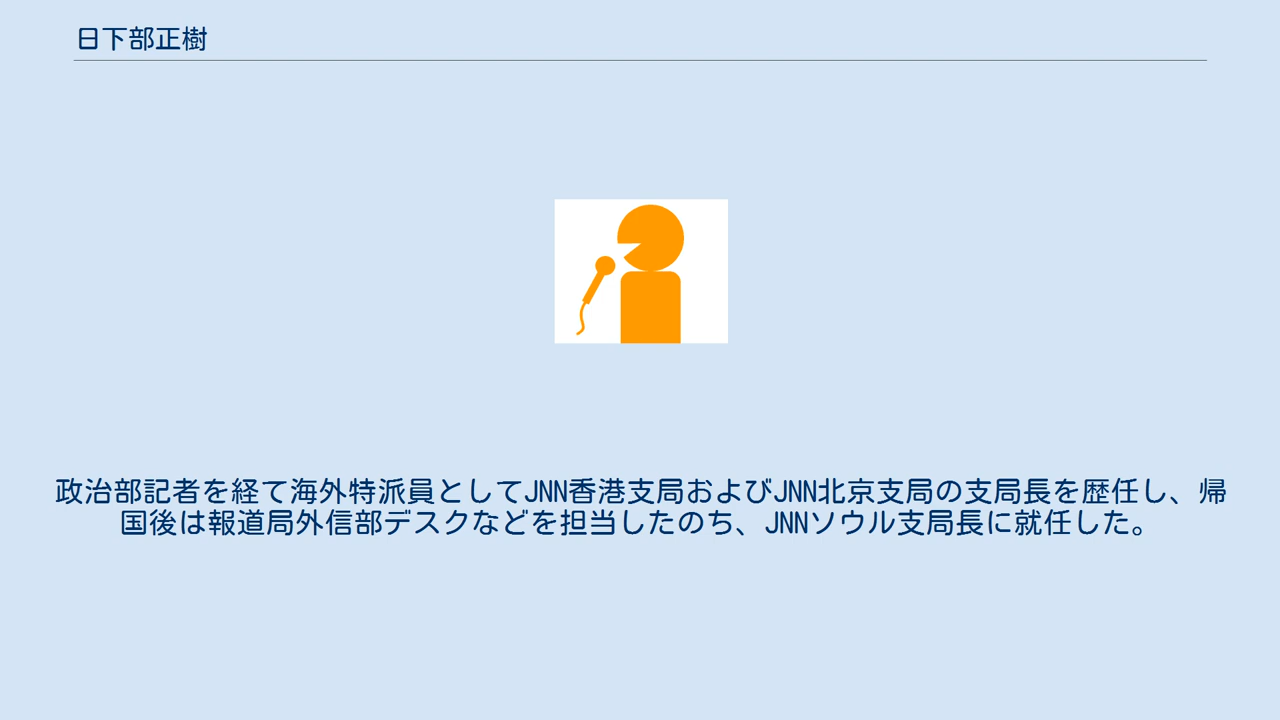 日下部正樹
政治部記者を経て海外特派員としてJNN香港支局およびJNN北京支局の支局長を歴任し、帰
国後は報道局外信部デスクなどを担当したのち、JNNソウル支局長に就任した。